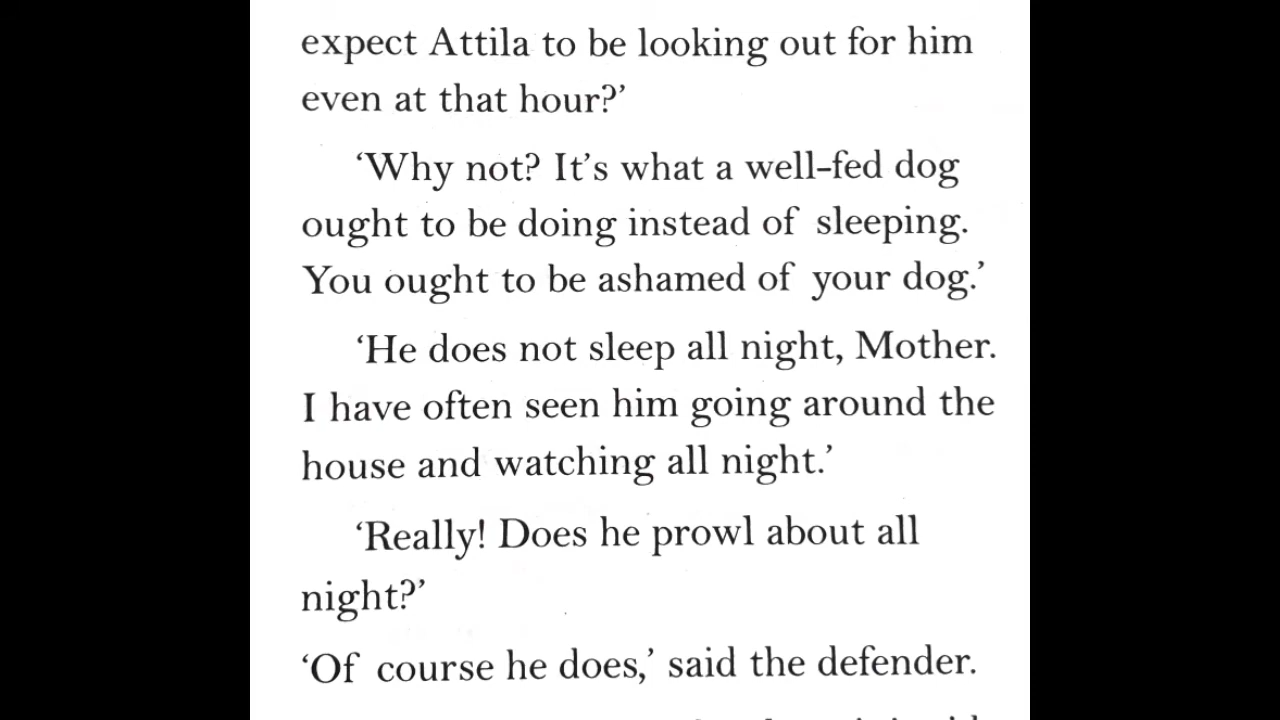 expect Attila to be looking out for him
even at that hour?’
‘Why not? It’s what a well-fed dog
ought to be doing instead of sleeping.
You ought to be ashamed of your dog.’
‘He does not sleep all night, Mother.
I have often seen him going around the
house and watching all night.’
‘Really! Does he prowl about all
night?’
‘Of course he does,’ said the defender.